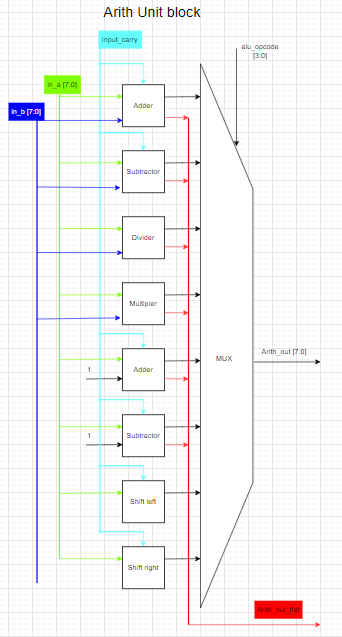 Arith Unit block
input_carry
alu_opcode
[3:0]
in_a [7:0]
in_b [7:0]
Adder
Subtractor
Divider
Multipler
MUX
Arith_out [7:0]
1
Adder
1
Subtractor
Shift left
Shift right
Arith_out_flat